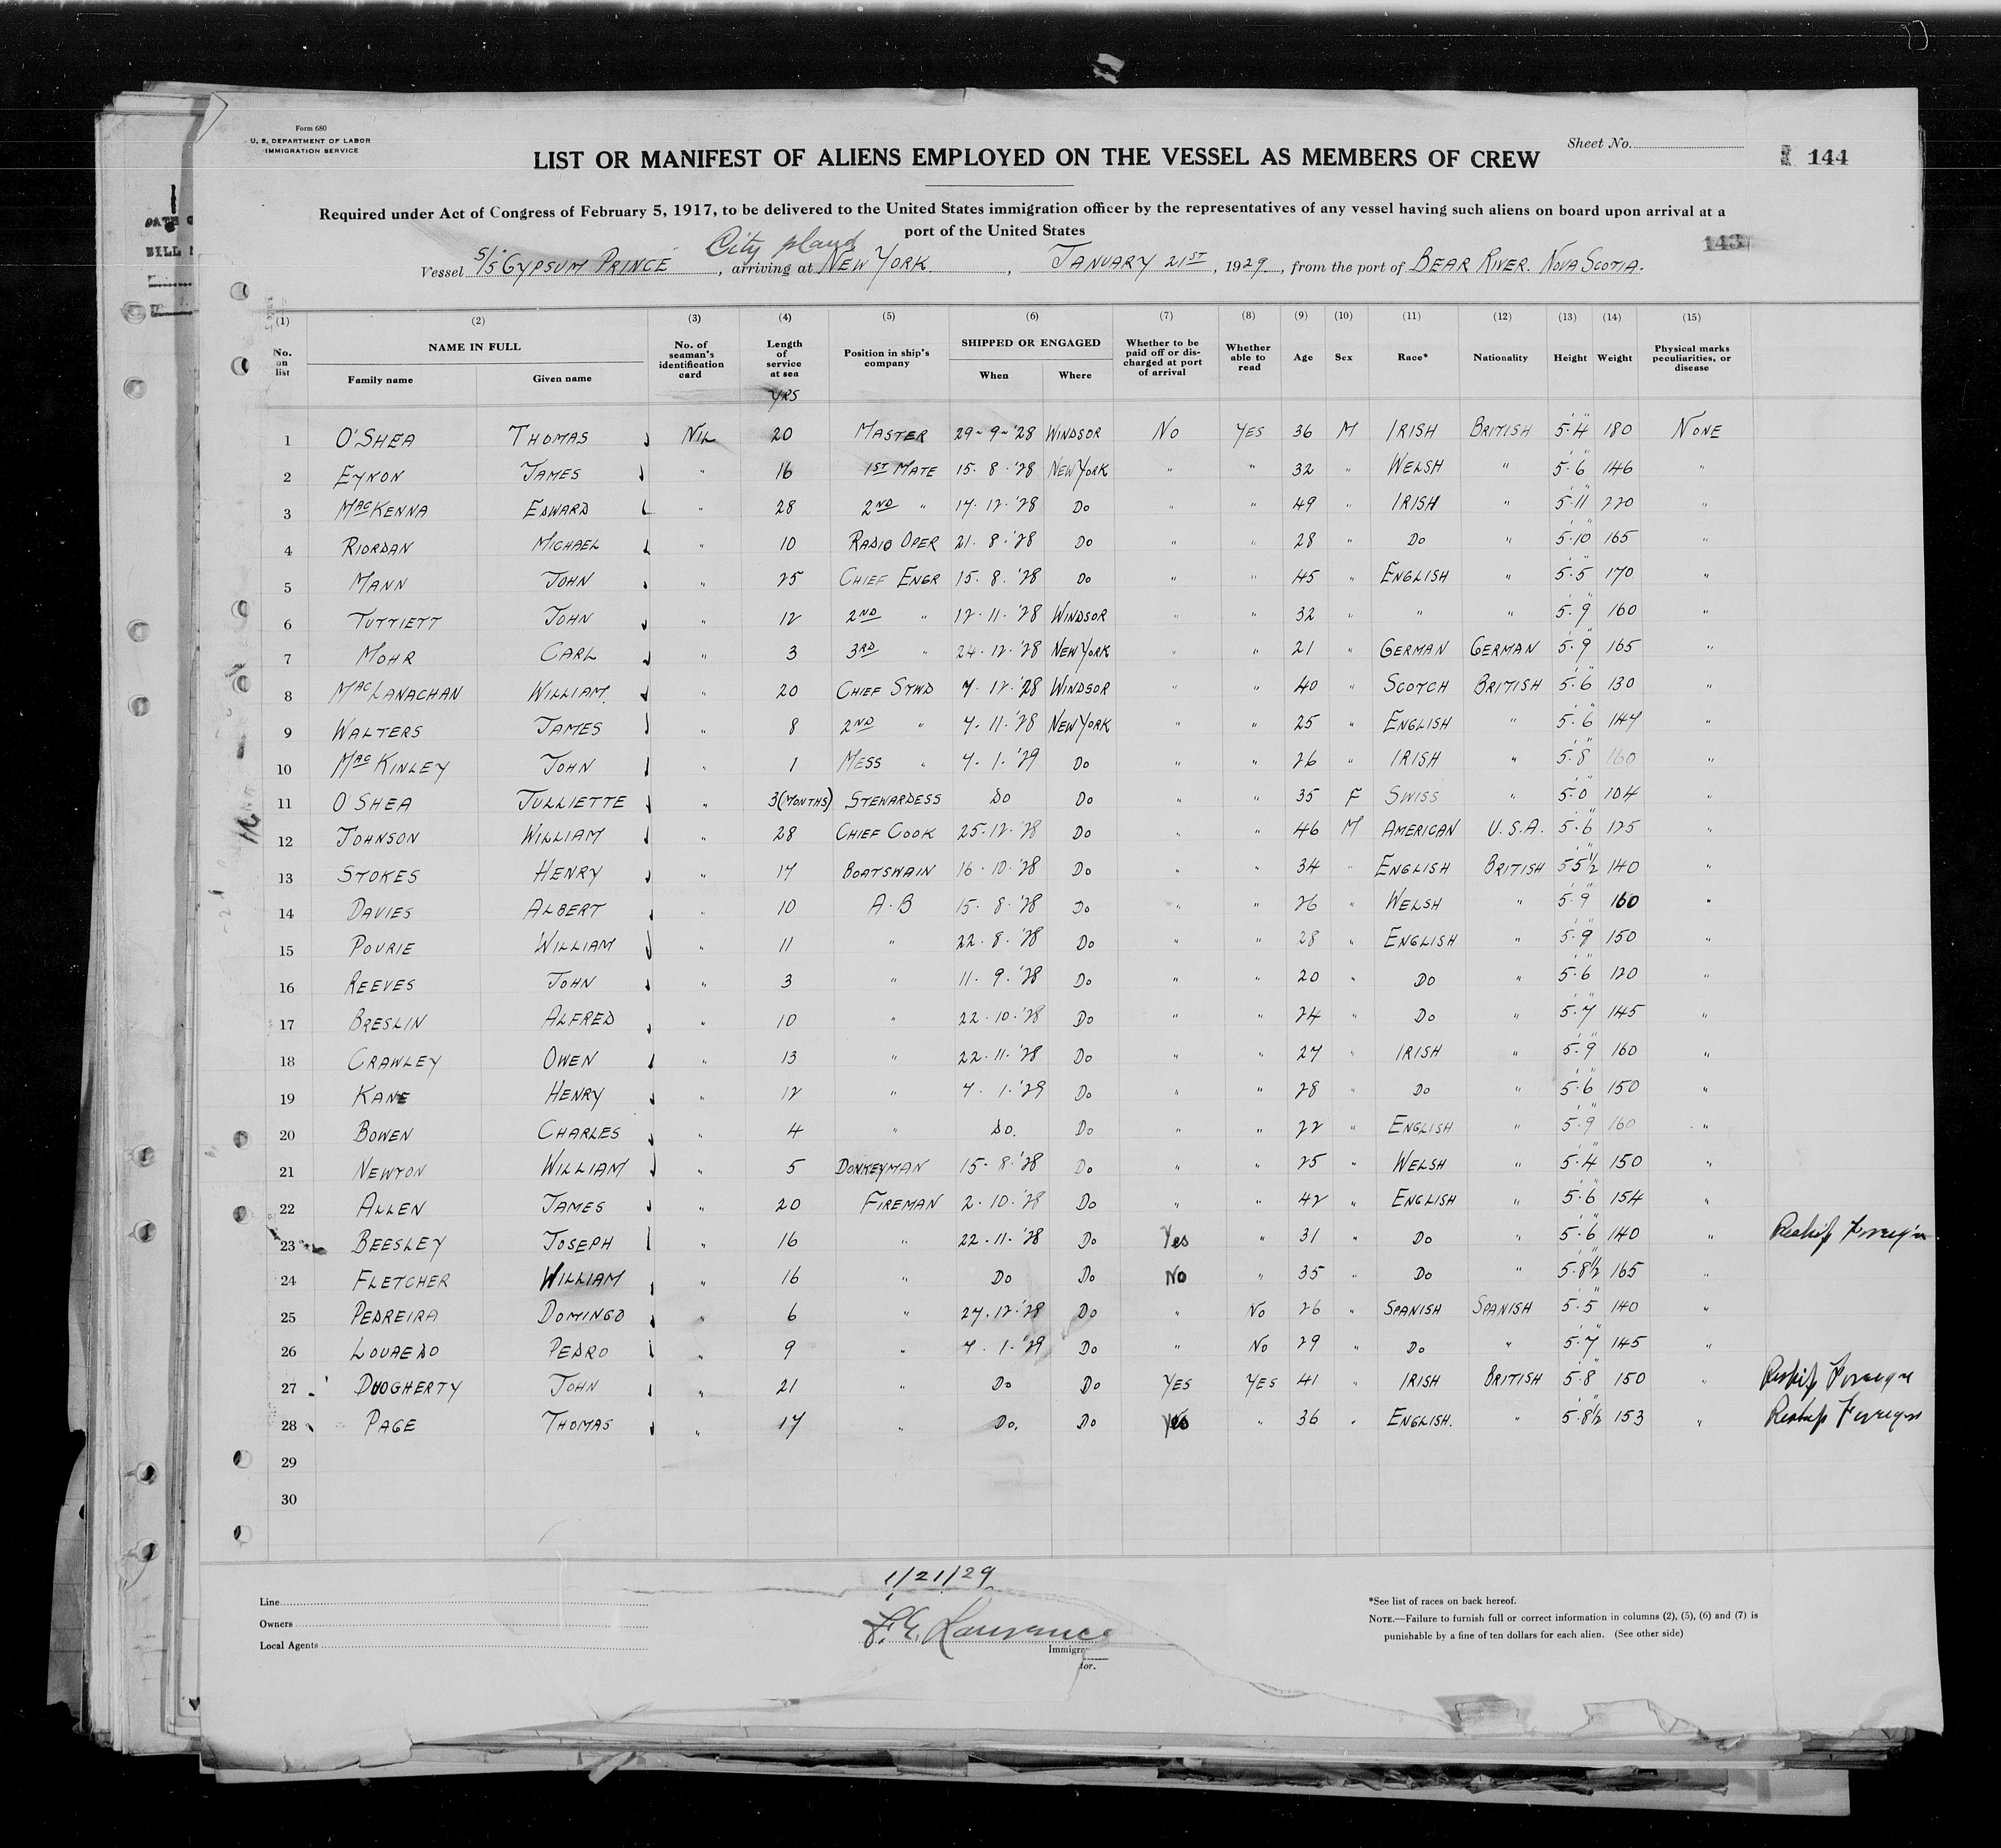 Form 680
U. S. DEPARTMENT OF LABOR
IMMIGRATION SERVICE
Sheet No.
LIST OR MANIFEST OF ALIENS EMPLOYED ON THE VESSEL AS MEMBERS OF CREW
144
Required under Act of Congress of February 5, 1917, to be delivered to the United States immigration officer by the representatives of any vessel having such aliens on board upon arrival at a
port of the United States
143
City
Vessel S/S "GYPSUM PRINCE", arriving at NEW YORK, JANUARY 21ST, 1929, from the port of BEAR RIVER. NOVA SCOTIA.
(1) (2) (3) (4) (5) (6) (7) (8) (9) (10) (11) (12) (13) (14) (15)
No. on list NAME IN FULL Family name Given name No. of seaman's identification card Length of service at sea YRS Position in ship's company SHIPPED OR ENGAGED When Where Whether to be paid off or discharged at port of arrival Whether able to read Age Sex Race* Nationality Height Weight Physical marks peculiarities, or disease
1 O'SHEA THOMAS NIL 20 MASTER 29-9-'28 WINDSOR NO YES 36 M IRISH BRITISH 5'4" 180 NONE
2 EYNON JAMES " 16 1ST MATE 15.8.'28 NEW YORK " " 32 " WELSH " 5'6" 146 "
3 MACKENNA EDWARD " 28 2ND " 17.12.'28 DO " " 49 " IRISH " 5'11" 220 "
4 RIORDAN MICHAEL " 10 RADIO OPER 21.8.'28 DO " " 28 " DO " 5'10" 165 "
5 MANN JOHN " 25 CHIEF ENGR 15.8.'28 DO " " 45 " ENGLISH " 5'5" 170 "
6 TUTTIETT JOHN " 12 2ND " 12.11.'28 WINDSOR " " 32 " " " 5'9" 160
7 MOHR CARL " 3 3RD " 24.12.'28 NEW YORK " " 21 " GERMAN GERMAN 5'9" 165 "
8 MACLANACHAN WILLIAM " 20 CHIEF STWD 7.12.'28 WINDSOR " " 40 " SCOTCH BRITISH 5'6" 130 "
9 WALTERS JAMES " 8 2ND " 7.11.'28 NEW YORK " " 25 " ENGLISH " 5'6" 147 "
10 MACKINLEY JOHN " 1 MESS " 7.1.'29 DO " " 26 " IRISH " 5'8" 160 "
11 O'SHEA JULLIETTE " 3 (MONTHS) STEWARDESS DO DO " " 35 F SWISS " 5'0" 104 "
12 JOHNSON WILLIAM " 28 CHIEF COOK 25.12.'28 DO " " 46 M AMERICAN U.S.A. 5'6" 125 "
13 STOKES HENRY " 17 BOATSWAIN 16.10.'28 DO " " 34 " ENGLISH BRITISH 5'5½" 140 "
14 DAVIES ALBERT " 10 A.B 15.8.'28 DO " " 26 " WELSH " 5'9" 160 "
15 POURIE WILLIAM " 11 " 22.8.'28 DO " " 28 " ENGLISH " 5'9" 150 "
16 REEVES JOHN " 3 " 11.9.'28 DO " " 20 " DO " 5'6" 120 "
17 BRESLIN ALFRED " 10 " 22.10.'28 DO " " 24 " DO " 5'7" 145 "
18 CRAWLEY OWEN " 13 " 22.11.'28 DO " " 27 " IRISH " 5'9" 160 "
19 KANE HENRY " 12 " 7.1.'29 DO " " 28 " DO " 5'6" 150 "
20 BOWEN CHARLES " 4 " DO. DO " " 22 " ENGLISH " 5'9" 160 "
21 NEWTON WILLIAM " 5 DONKEYMAN 15.8.'28 DO " " 25 " WELSH " 5'4" 150 "
22 ALLEN JAMES " 20 FIREMAN 2.10.'28 DO " " 42 " ENGLISH " 5'6" 154 "
23 BEESLEY JOSEPH " 16 " 22.11.'28 DO Yes " 31 " DO " 5'6" 140 " Reship Foreign
24 FLETCHER WILLIAM " 16 " DO DO NO " 35 " DO " 5'8½" 165 "
25 PEDREIRA DOMINGO " 6 " 27.12.'28 DO " NO 26 " SPANISH SPANISH 5'5" 140 "
26 LOUREDO PEDRO " 9 " 7.1.'29 DO " NO 29 " DO " 5'7" 145 "
27 DUOGHERTY JOHN " 21 " DO DO YES YES 41 " IRISH BRITISH 5'8" 150 " Reship Foreign
28 PAGE THOMAS " 17 " DO. DO Yes " 36 " ENGLISH. " 5'8½" 153 " Reship Foreign
29
30
1/21/29
Line
Owners
Local Agents
Immigra
tor.
*See list of races on back hereof.
NOTE.—Failure to furnish full or correct information in columns (2), (5), (6) and (7) is
punishable by a fine of ten dollars for each alien. (See other side)